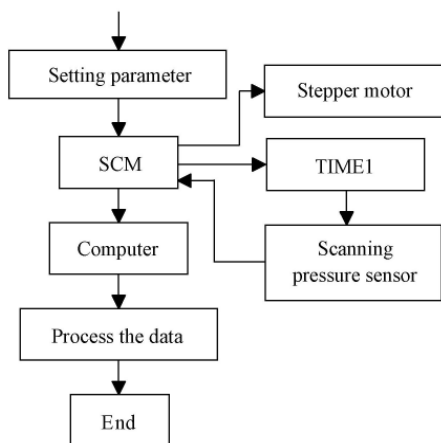 Setting parameter
Stepper motor
SCM
TIME1
Computer
Scanning
pressure sensor
Process the data
End